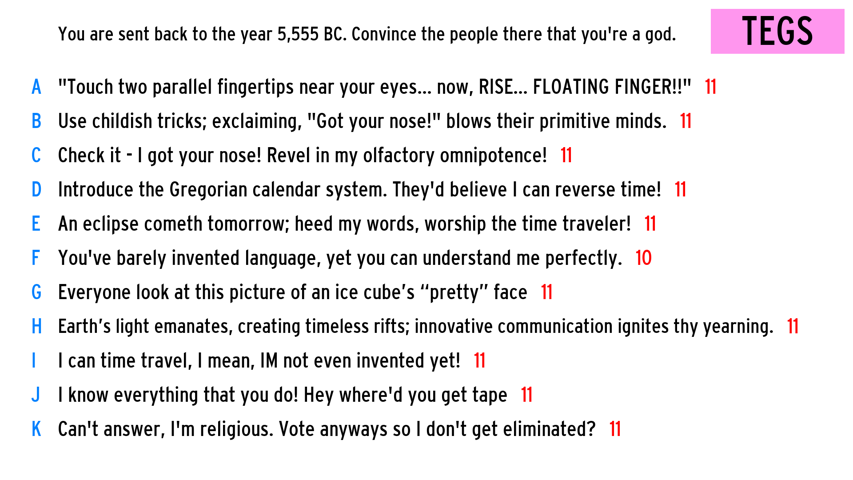 You are sent back to the year 5,555 BC. Convince the people there that you're a god.
TEGS
A "Touch two parallel fingertips near your eyes... now, RISE... FLOATING FINGER!!" 11
B Use childish tricks; exclaiming, "Got your nose!" blows their primitive minds. 11
C Check it - I got your nose! Revel in my olfactory omnipotence! 11
D Introduce the Gregorian calendar system. They'd believe I can reverse time! 11
E An eclipse cometh tomorrow; heed my words, worship the time traveler! 11
F You've barely invented language, yet you can understand me perfectly. 10
G Everyone look at this picture of an ice cube’s “pretty” face 11
H Earth’s light emanates, creating timeless rifts; innovative communication ignites thy yearning. 11
I I can time travel, I mean, IM not even invented yet! 11
J I know everything that you do! Hey where'd you get tape 11
K Can't answer, I'm religious. Vote anyways so I don't get eliminated? 11